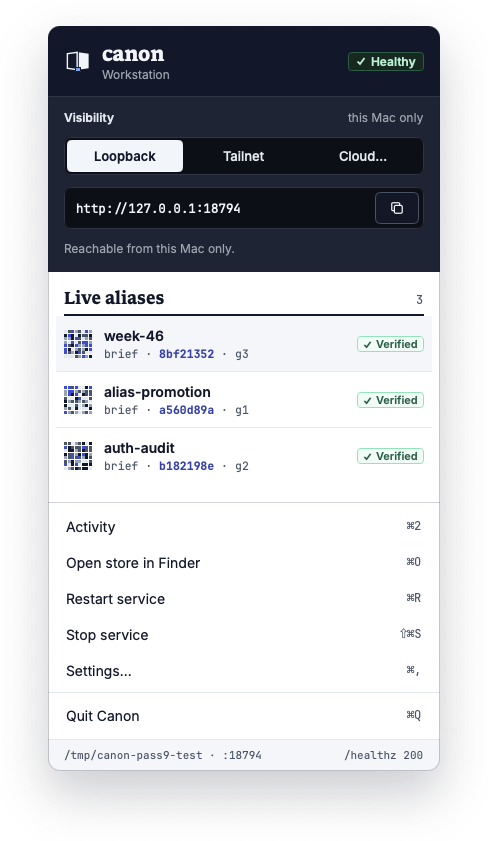 canon
Workstation
✓ Healthy
Visibility this Mac only
Loopback Tailnet Cloud...
http://127.0.0.1:18794
Reachable from this Mac only.
Live aliases 3
week-46
brief · 8bf21352 · g3
✓ Verified
alias-promotion
brief · a560d89a · g1
✓ Verified
auth-audit
brief · b182198e · g2
✓ Verified
Activity ⌘2
Open store in Finder ⌘O
Restart service ⌘R
Stop service ⇧⌘S
Settings... ⌘,
Quit Canon ⌘Q
/tmp/canon-pass9-test · :18794 /healthz 200